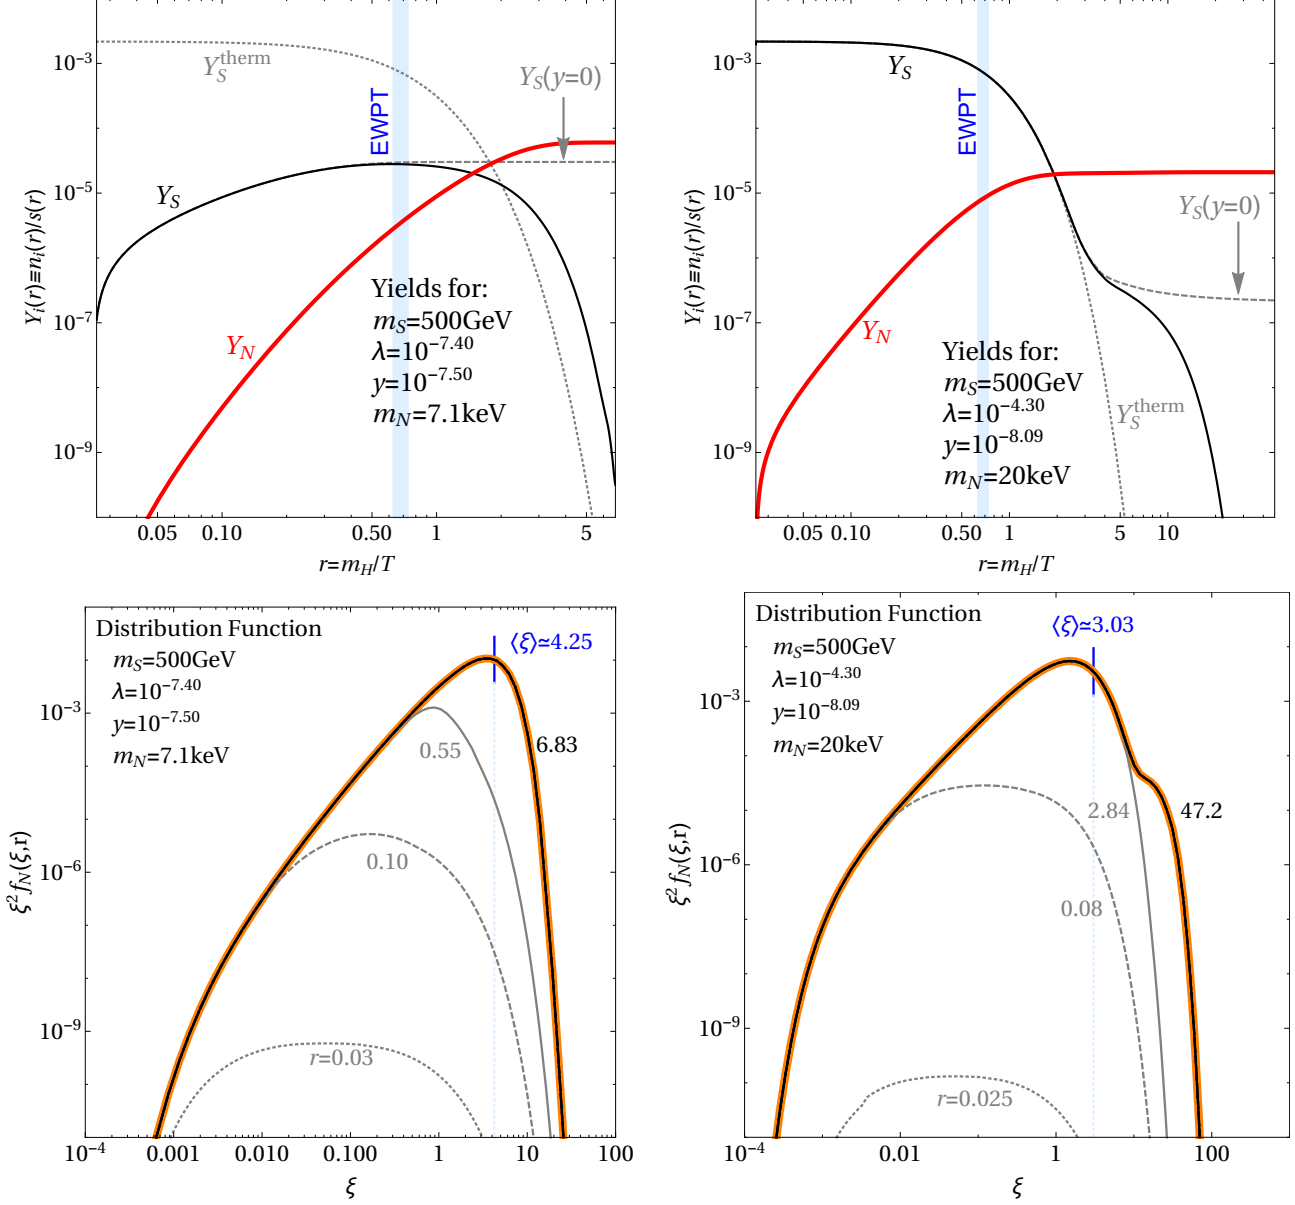 10⁻³
10⁻⁵
10⁻⁷
10⁻⁹
Y_i(r)≡n_i(r)/s(r)
Y_S^therm
EWPT
Y_S(y=0)
Y_S
Y_N
Yields for:
m_S=500GeV
λ=10^−7.40
y=10^−7.50
m_N=7.1keV
0.05 0.10 0.50 1 5
r=m_H/T
10⁻³
10⁻⁵
10⁻⁷
10⁻⁹
Y_i(r)≡n_i(r)/s(r)
Y_S
EWPT
Y_S(y=0)
Y_N
Yields for:
m_S=500GeV
λ=10^−4.30
y=10^−8.09
m_N=20keV
Y_S^therm
0.05 0.10 0.50 1 5 10
r=m_H/T
Distribution Function
m_S=500GeV
λ=10^−7.40
y=10^−7.50
m_N=7.1keV
⟨ξ⟩≃4.25
10⁻³
10⁻⁶
10⁻⁹
ξ² f_N(ξ,r)
0.55
6.83
0.10
r=0.03
10⁻⁴ 0.001 0.010 0.100 1 10 100
ξ
Distribution Function
m_S=500GeV
λ=10^−4.30
y=10^−8.09
m_N=20keV
⟨ξ⟩≃3.03
10⁻³
10⁻⁶
10⁻⁹
ξ² f_N(ξ,r)
2.84
47.2
0.08
r=0.025
10⁻⁴ 0.01 1 100
ξ